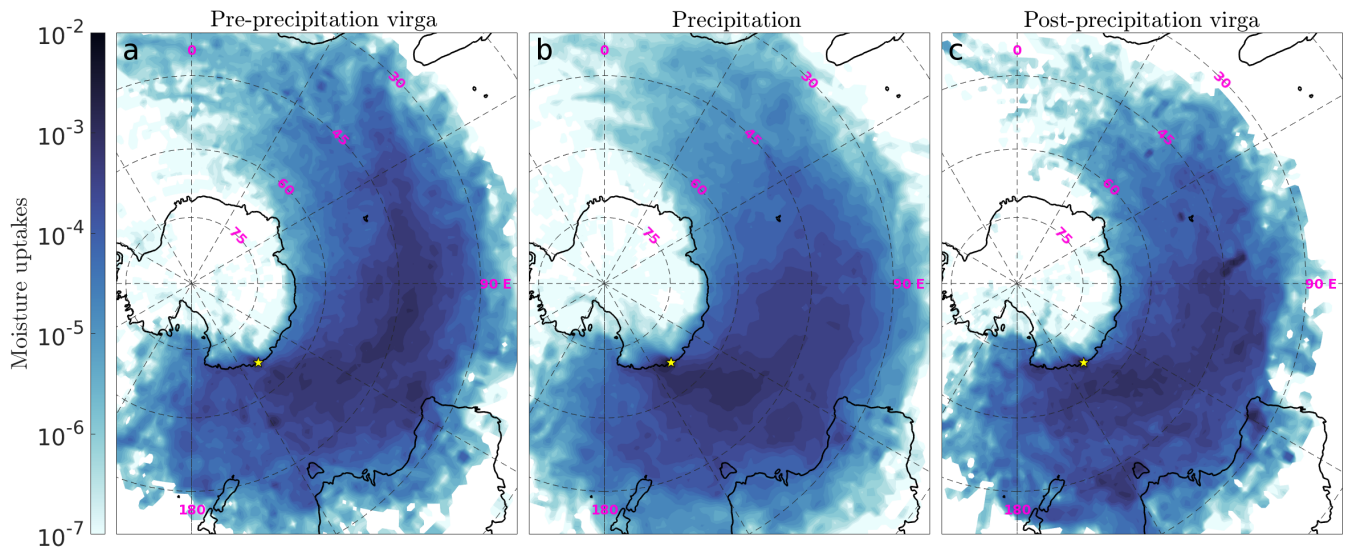 Pre-precipitation virga
Precipitation
Post-precipitation virga
Moisture uptakes
10-2
10-3
10-4
10-5
10-6
10-7
a
0
30
45
60
75
90 E
180
b
0
30
45
60
75
90 E
180
c
0
30
45
60
75
90 E
180